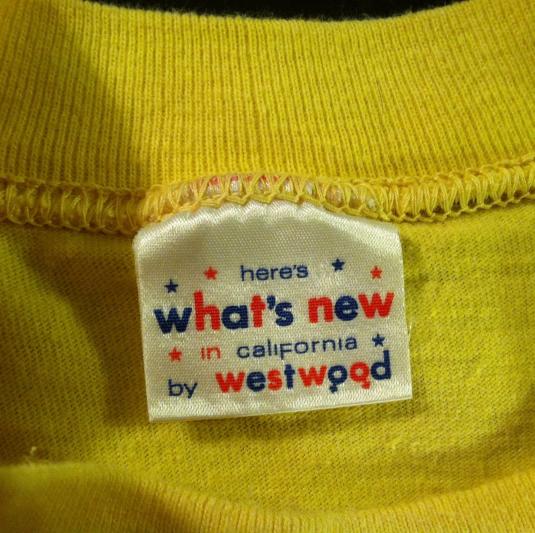 here's
what's new
in california
by westwood